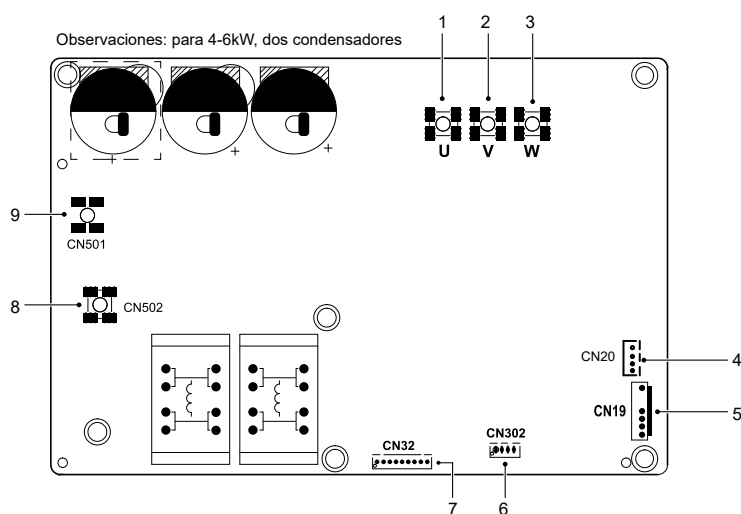 1 2 3
Observaciones: para 4-6kW, dos condensadores
+ + +
U V W
9
CN501
8 CN502
CN20 4
CN19 5
CN32 CN302
7 6